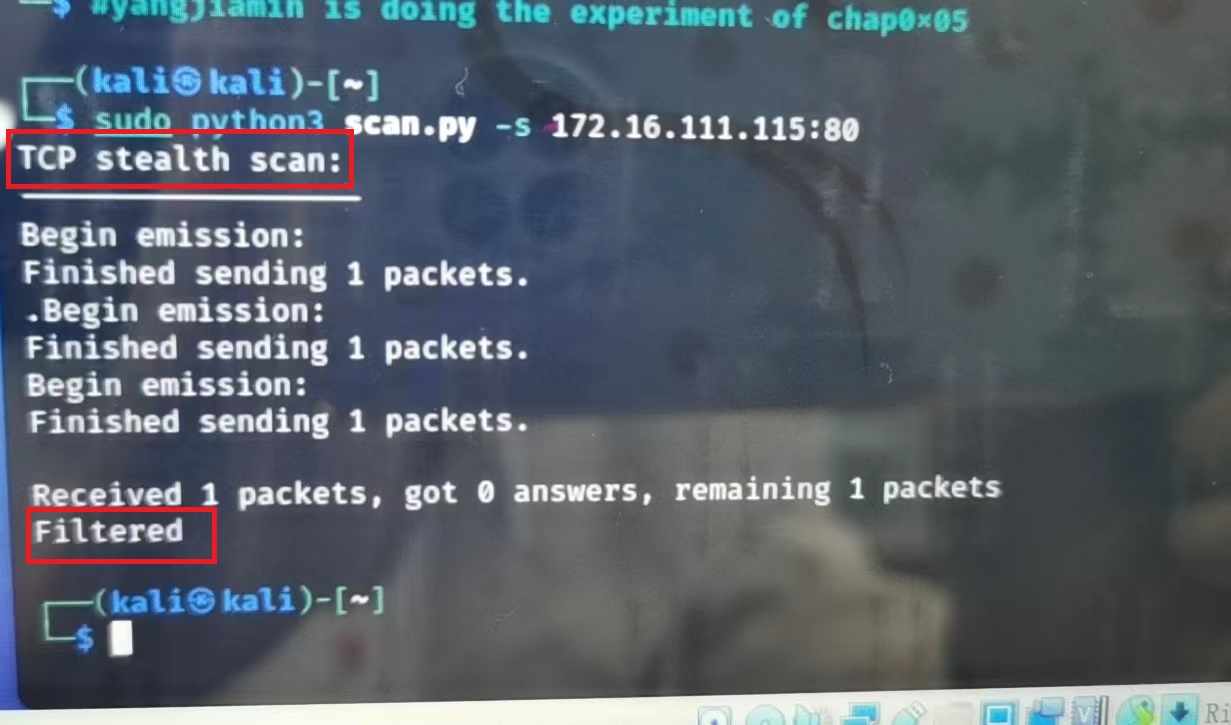 $ #yangjiamin is doing the experiment of chap0×05
(kali㉿kali)-[~]
$ sudo python3 scan.py -s 172.16.111.115:80
TCP stealth scan:
Begin emission:
Finished sending 1 packets.
.Begin emission:
Finished sending 1 packets.
Begin emission:
Finished sending 1 packets.
Received 1 packets, got 0 answers, remaining 1 packets
Filtered
(kali㉿kali)-[~]
$